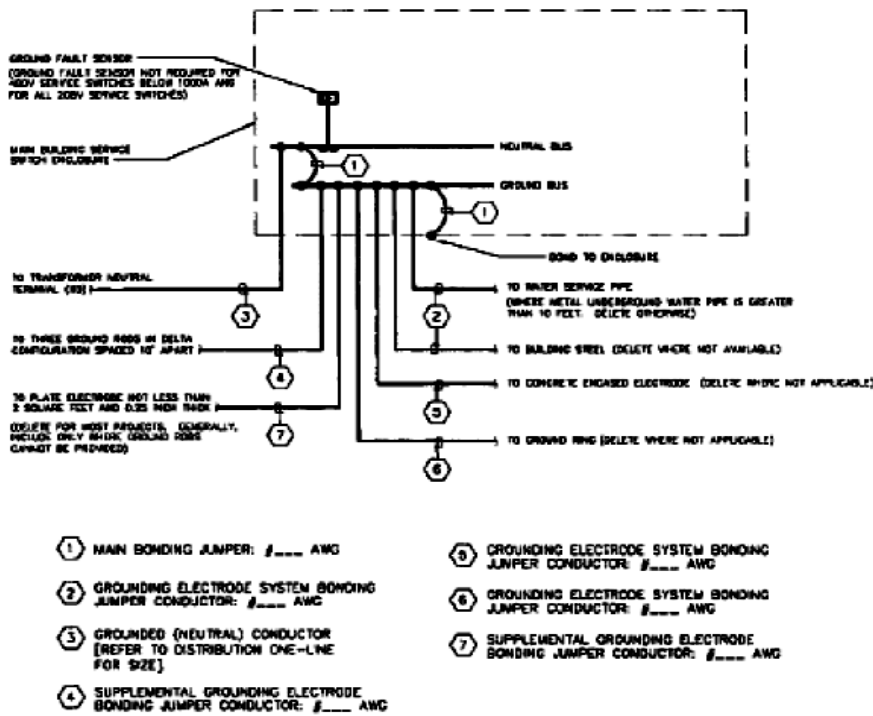 GROUND FAULT SENSOR
(GROUND FAULT SENSOR NOT REQUIRED FOR
480V SERVICE SWITCHES BELOW 1000A AND
FOR ALL 208V SERVICE SWITCHES)
MAIN BUILDING SERVICE
SWITCH ENCLOSURE
NEUTRAL BUS
1
GROUND BUS
1
BOND TO ENCLOSURE
TO TRANSFORMER NEUTRAL
TERMINAL
3
TO WATER SERVICE PIPE
(WHERE METAL UNDERGROUND WATER PIPE IS GREATER
THAN 10 FEET. DELETE OTHERWISE)
2
TO THREE GROUND RODS IN DELTA
CONFIGURATION SPACED 10' APART
4
TO BUILDING STEEL (DELETE WHERE NOT AVAILABLE)
TO CONCRETE ENCASED ELECTRODE (DELETE WHERE NOT APPLICABLE)
5
TO PLATE ELECTRODE NOT LESS THAN
2 SQUARE FEET AND 0.25 INCH THICK
(DELETE FOR MOST PROJECTS. GENERALLY,
INCLUDE ONLY WHERE GROUND RODS
CANNOT BE PROVIDED)
7
TO GROUND RING (DELETE WHERE NOT APPLICABLE)
6
1 MAIN BONDING JUMPER: #___ AWG
2 GROUNDING ELECTRODE SYSTEM BONDING
JUMPER CONDUCTOR: #___ AWG
3 GROUNDED (NEUTRAL) CONDUCTOR
[REFER TO DISTRIBUTION ONE-LINE
FOR SIZE]
4 SUPPLEMENTAL GROUNDING ELECTRODE
BONDING JUMPER CONDUCTOR: #___ AWG
5 GROUNDING ELECTRODE SYSTEM BONDING
JUMPER CONDUCTOR: #___ AWG
6 GROUNDING ELECTRODE SYSTEM BONDING
JUMPER CONDUCTOR: #___ AWG
7 SUPPLEMENTAL GROUNDING ELECTRODE
BONDING JUMPER CONDUCTOR: #___ AWG